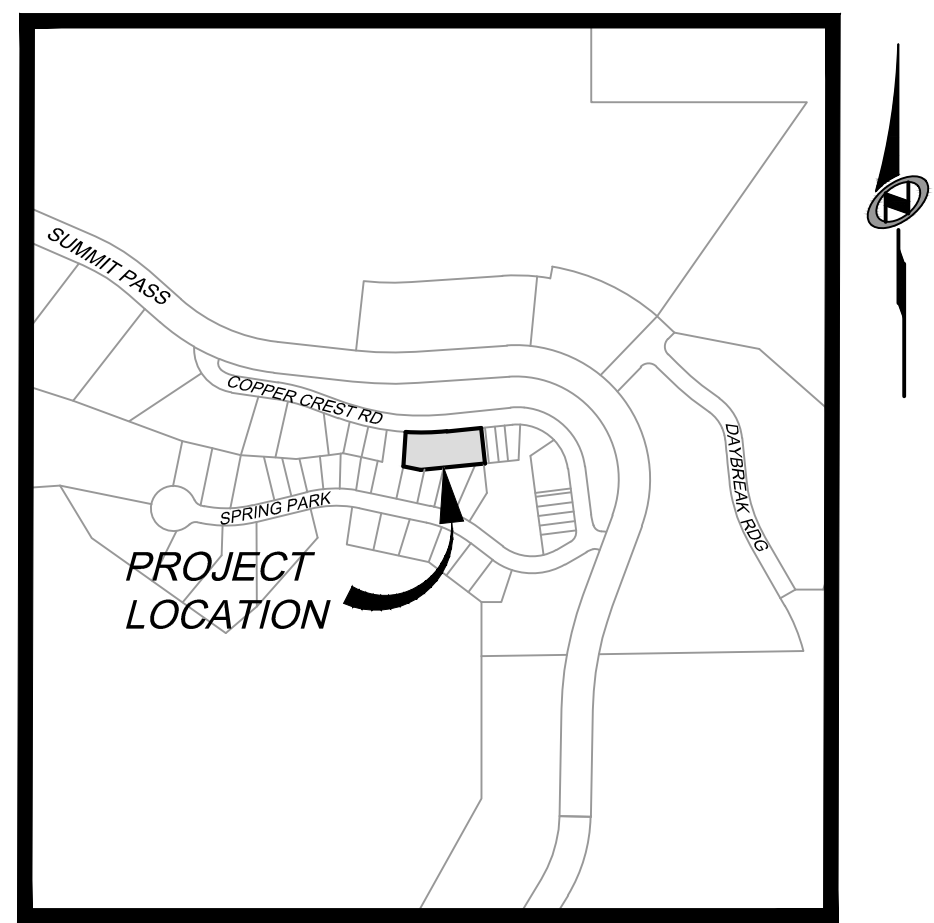 SUMMIT PASS
COPPER CREST RD
DAYBREAK RDG
SPRING PARK
PROJECT
LOCATION
N